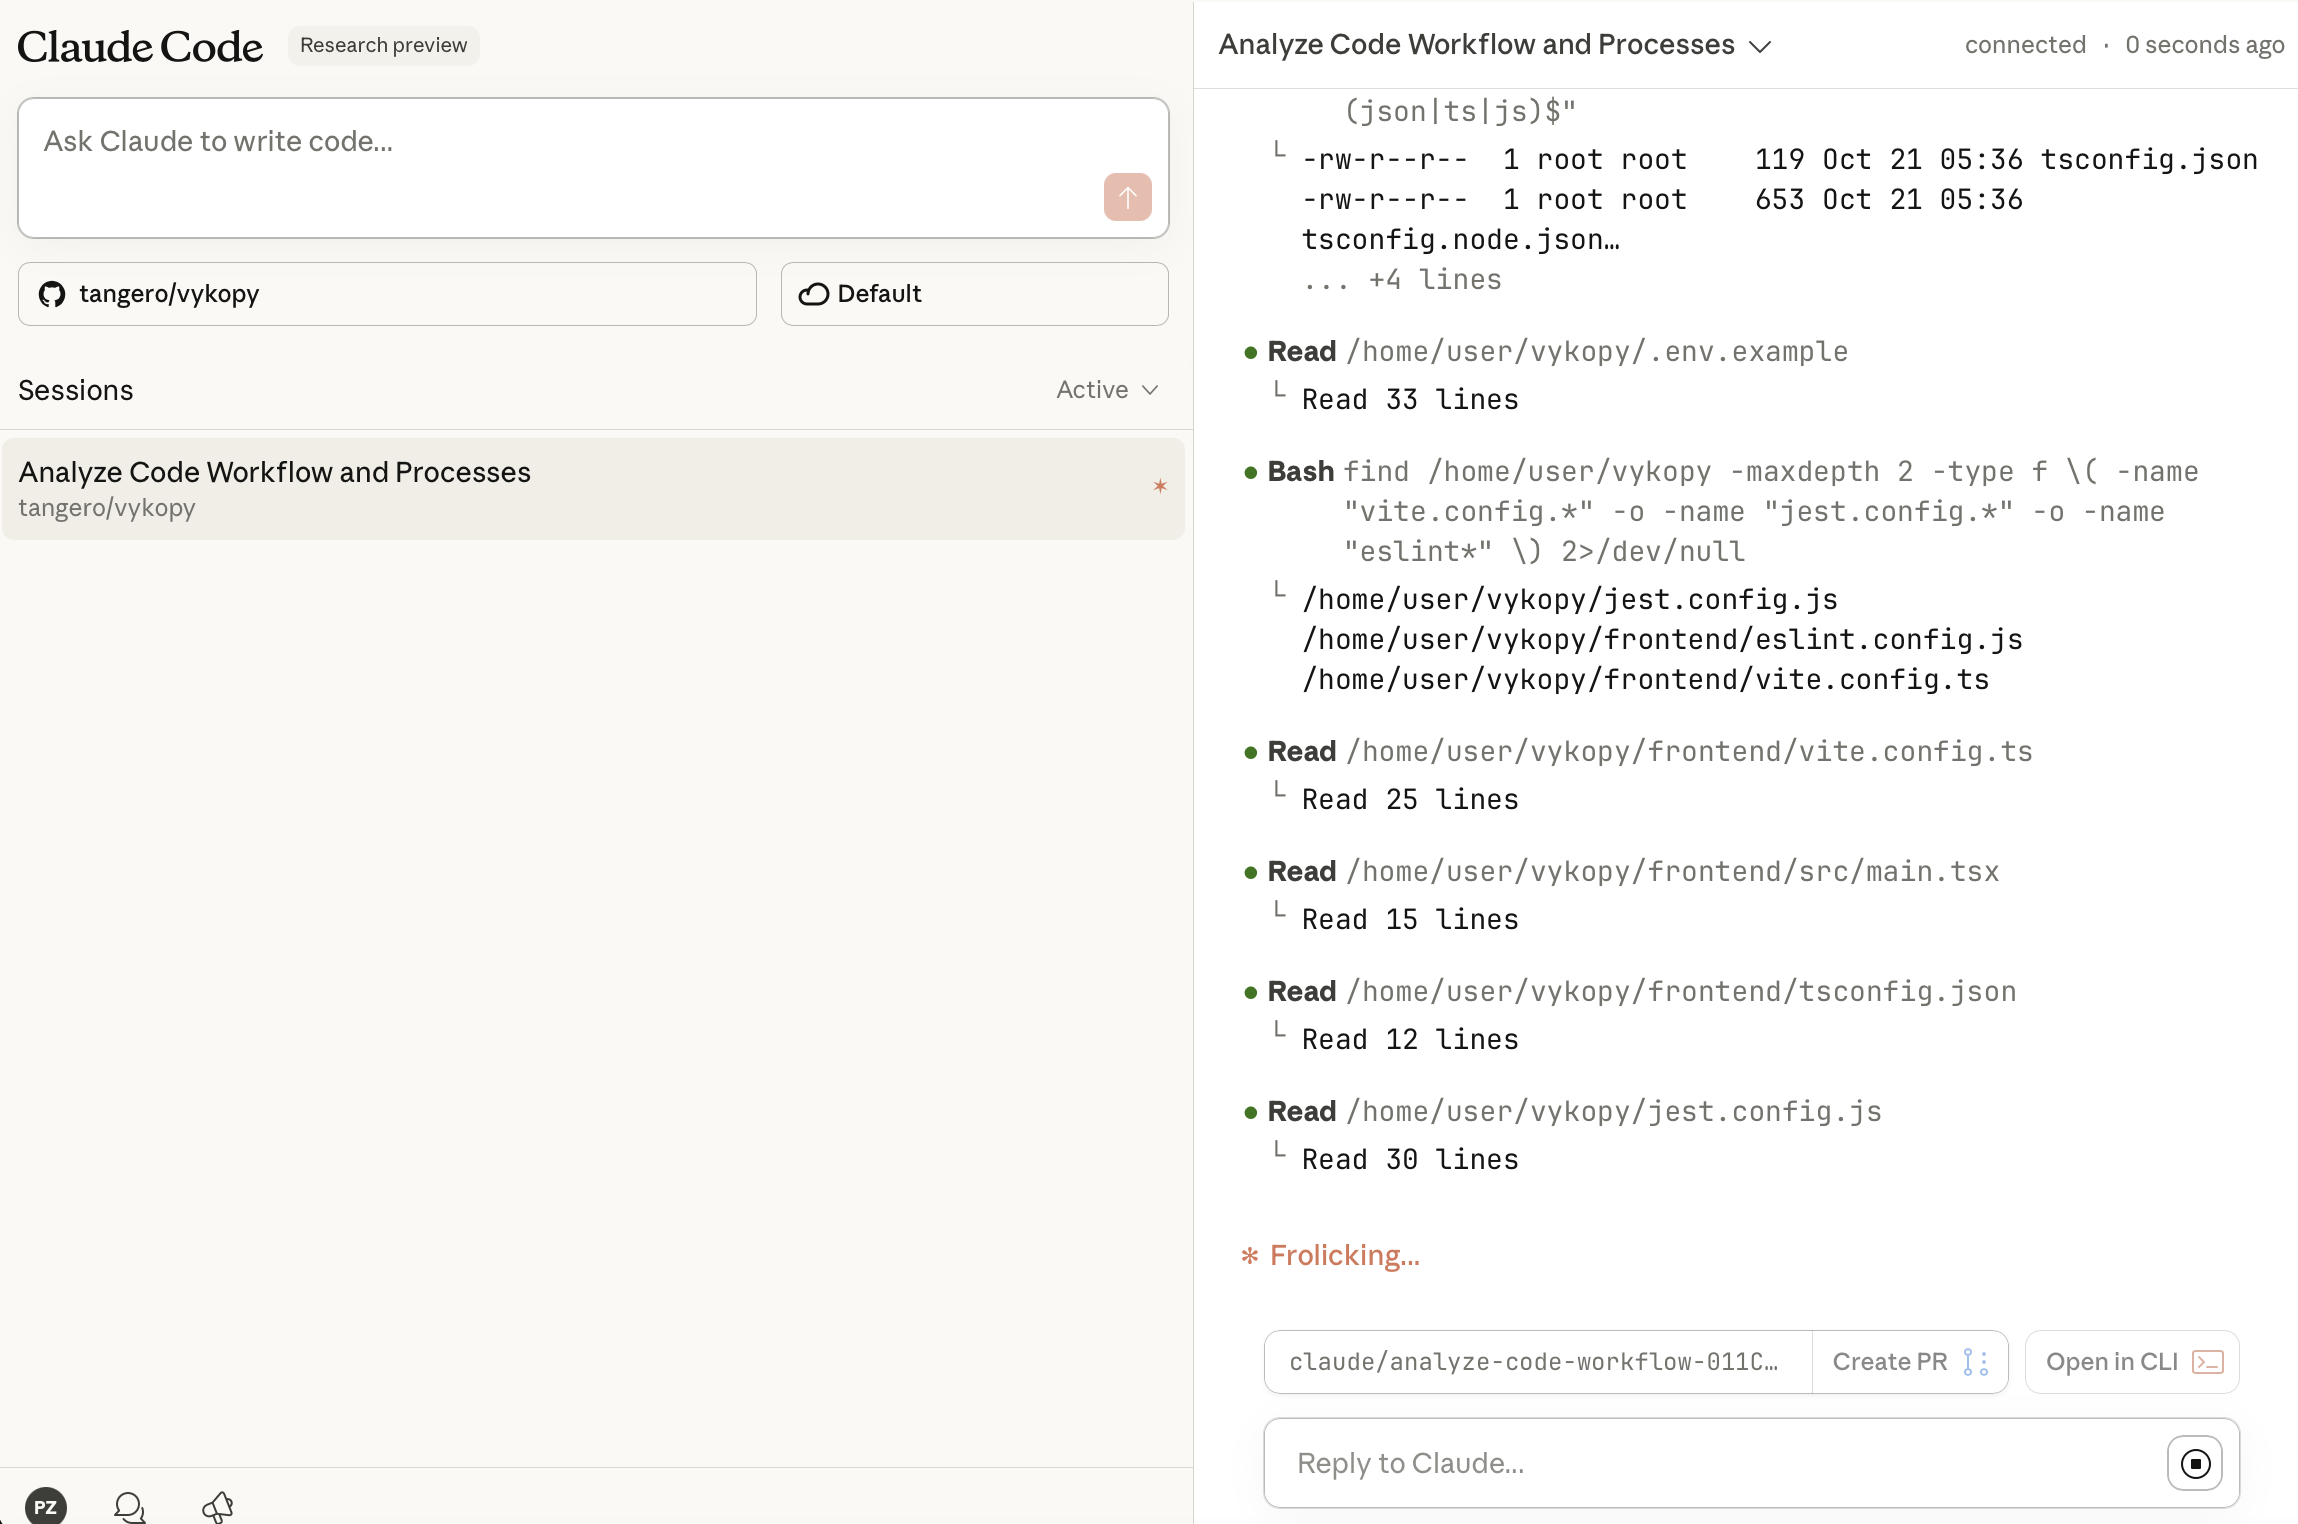 Claude Code
Research preview
Ask Claude to write code...
tangero/vykopy
Default
Sessions
Active
Analyze Code Workflow and Processes
tangero/vykopy
PZ
Analyze Code Workflow and Processes
connected · 0 seconds ago
(json|ts|js)$"
└ -rw-r--r--  1 root root    119 Oct 21 05:36 tsconfig.json
-rw-r--r--  1 root root    653 Oct 21 05:36
tsconfig.node.json…
... +4 lines
Read /home/user/vykopy/.env.example
└ Read 33 lines
Bash find /home/user/vykopy -maxdepth 2 -type f \( -name
"vite.config.*" -o -name "jest.config.*" -o -name
"eslint*" \) 2>/dev/null
└ /home/user/vykopy/jest.config.js
/home/user/vykopy/frontend/eslint.config.js
/home/user/vykopy/frontend/vite.config.ts
Read /home/user/vykopy/frontend/vite.config.ts
└ Read 25 lines
Read /home/user/vykopy/frontend/src/main.tsx
└ Read 15 lines
Read /home/user/vykopy/frontend/tsconfig.json
└ Read 12 lines
Read /home/user/vykopy/jest.config.js
└ Read 30 lines
✻ Frolicking...
claude/analyze-code-workflow-011C…
Create PR
Open in CLI
Reply to Claude...